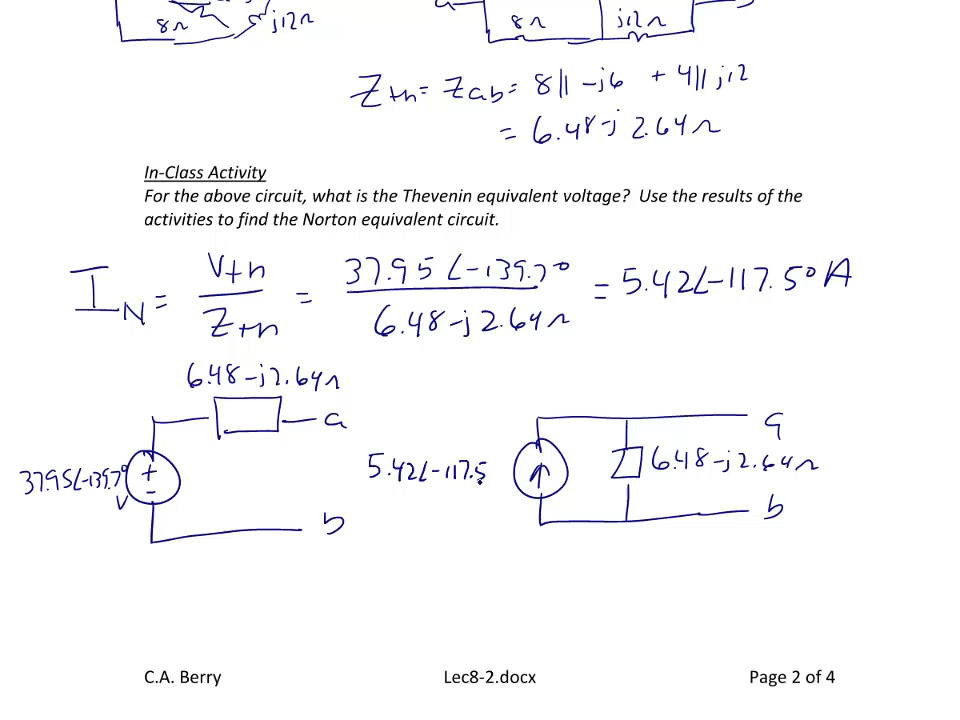 8Ω j12Ω a 8Ω j12Ω
Zth = Zab = 8||-j6 + 4||j12
= 6.48-j 2.64Ω
In-Class Activity
For the above circuit, what is the Thevenin equivalent voltage? Use the results of the
activities to find the Norton equivalent circuit.
IN = Vth / Zth = 37.95∠-139.7° / 6.48-j2.64Ω = 5.42∠-117.5° A
6.48-j2.64Ω
a
37.95∠-139.7° V
+
-
b
5.42∠-117.5
a
6.48-j2.64Ω
b
C.A. Berry Lec8-2.docx Page 2 of 4